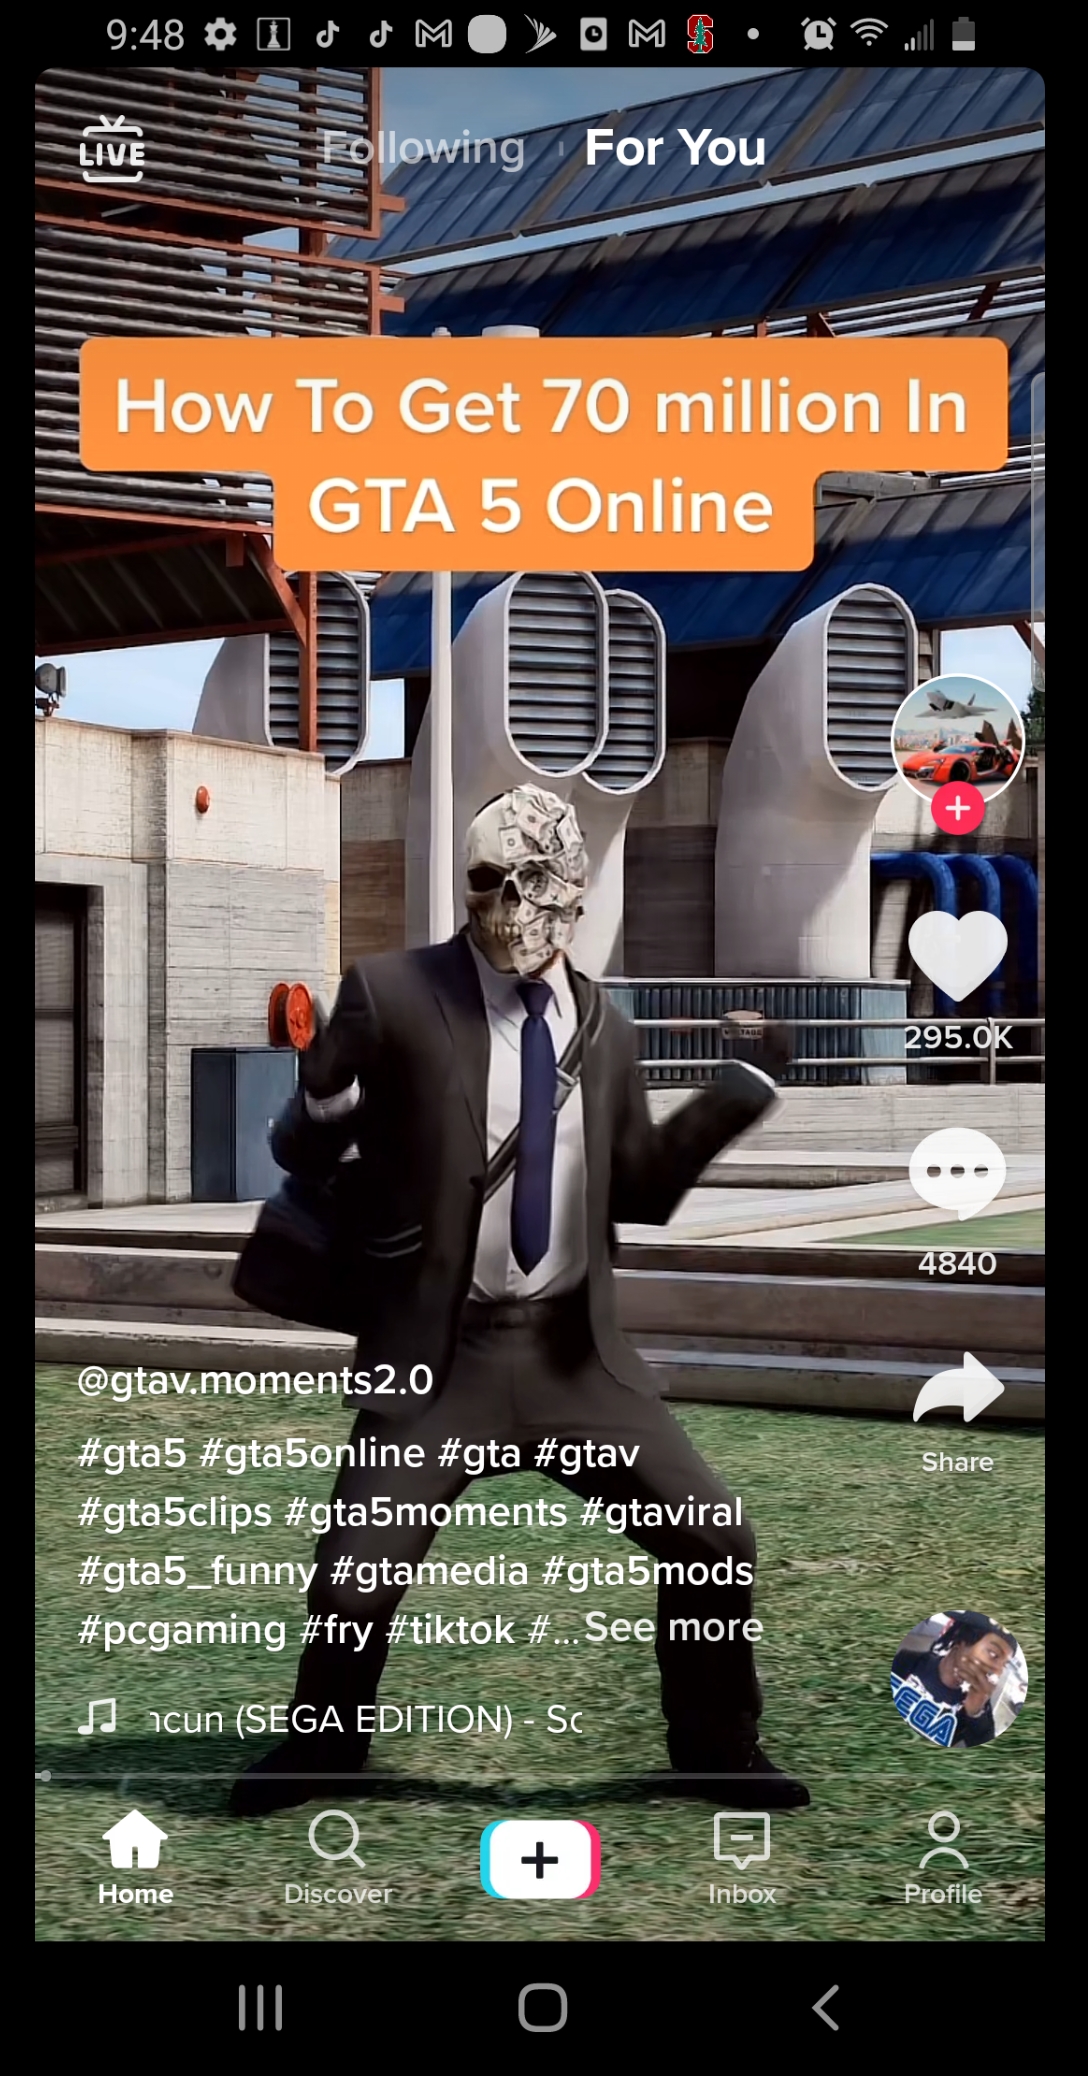 9:48
LIVE
Following
For You
How To Get 70 million In
GTA 5 Online
295.0K
4840
@gtav.moments2.0
#gta5 #gta5online #gta #gtav
#gta5clips #gta5moments #gtaviral
#gta5_funny #gtamedia #gta5mods
#pcgaming #fry #tiktok #... See more
Share
(SEGA EDITION) -
SEGA
Home
Discover
Inbox
Profile